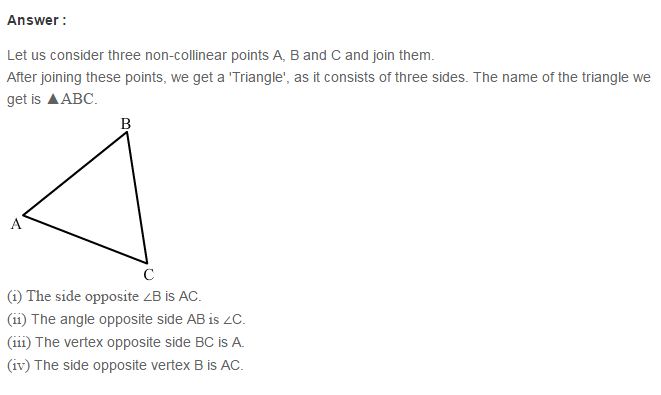 Answer :
Let us consider three non-collinear points A, B and C and join them.
After joining these points, we get a 'Triangle', as it consists of three sides. The name of the triangle we
get is ▲ABC.
B
A
C
(i) The side opposite ∠B is AC.
(ii) The angle opposite side AB is ∠C.
(iii) The vertex opposite side BC is A.
(iv) The side opposite vertex B is AC.